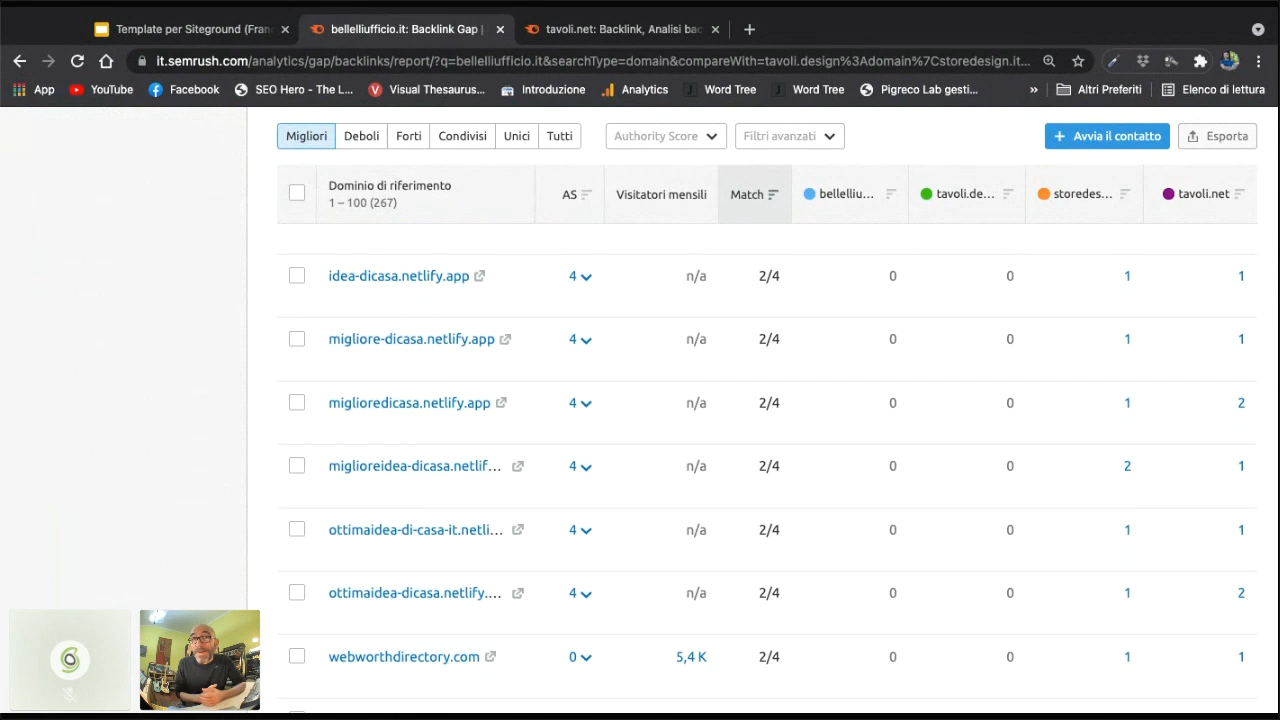 Template per Siteground (Fran
bellelliufficio.it: Backlink Gap |
tavoli.net: Backlink, Analisi bac
it.semrush.com/analytics/gap/backlinks/report/?q=bellelliufficio.it&searchType=domain&compareWith=tavoli.design%3Adomain%7Cstoredesign.it...
App YouTube Facebook SEO Hero - The L... Visual Thesaurus... Introduzione Analytics Word Tree Word Tree Pigreco Lab gesti... » Altri Preferiti Elenco di lettura
Migliori Deboli Forti Condivisi Unici Tutti Authority Score Filtri avanzati + Avvia il contatto Esporta
Dominio di riferimento
1 – 100 (267)
AS Visitatori mensili Match bellelliu... tavoli.de... storedes... tavoli.net
idea-dicasa.netlify.app 4 n/a 2/4 0 0 1 1
migliore-dicasa.netlify.app 4 n/a 2/4 0 0 1 1
miglioredicasa.netlify.app 4 n/a 2/4 0 0 1 2
miglioreidea-dicasa.netlif... 4 n/a 2/4 0 0 2 1
ottimaidea-di-casa-it.netli... 4 n/a 2/4 0 0 1 1
ottimaidea-dicasa.netlify.... 4 n/a 2/4 0 0 1 2
webworthdirectory.com 0 5,4 K 2/4 0 0 1 1